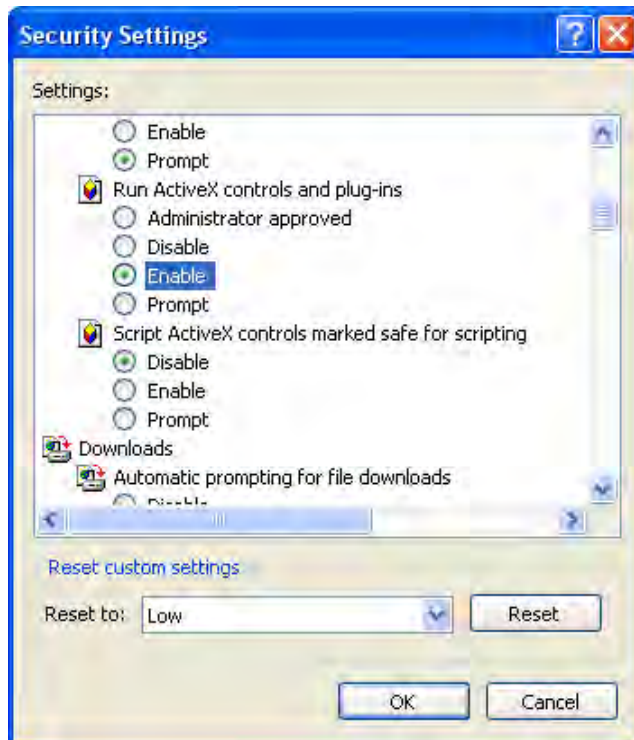 Security Settings
Settings:
Enable
Prompt
Run ActiveX controls and plug-ins
Administrator approved
Disable
Enable
Prompt
Script ActiveX controls marked safe for scripting
Disable
Enable
Prompt
Downloads
Automatic prompting for file downloads
Disable
Reset custom settings
Reset to: Low Reset
OK Cancel